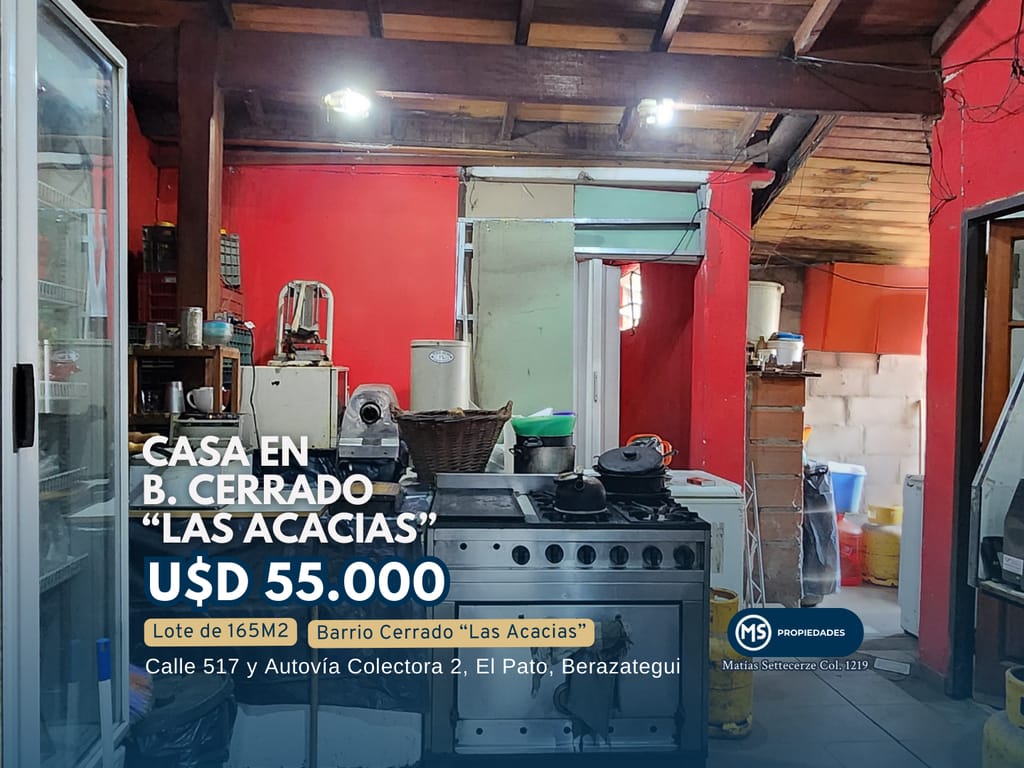 CASA EN
B. CERRADO
“LAS ACACIAS”
U$D 55.000
Lote de 165M2
Barrio Cerrado “Las Acacias”
Calle 517 y Autovía Colectora 2, El Pato, Berazategui
MS PROPIEDADES
Matías Settecerze Col. 1219